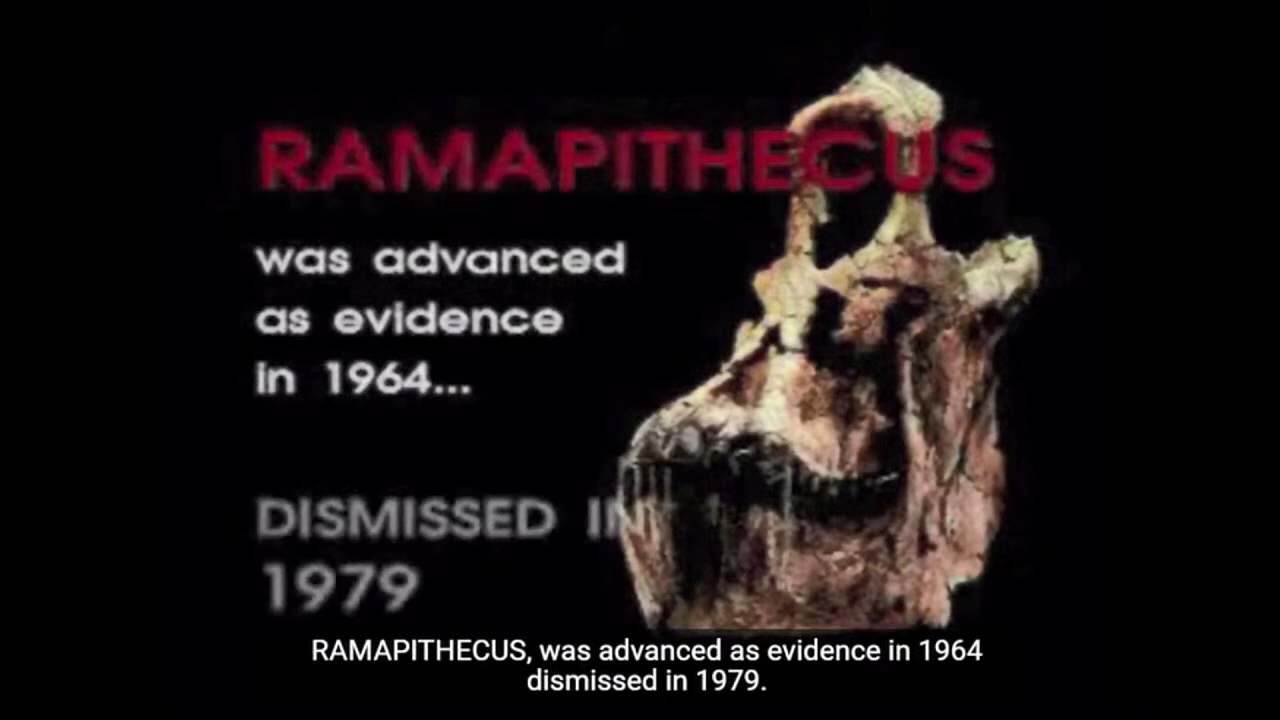 RAMAPITHECUS
was advanced
as evidence
in 1964...
DISMISSED IN
1979
RAMAPITHECUS, was advanced as evidence in 1964
dismissed in 1979.